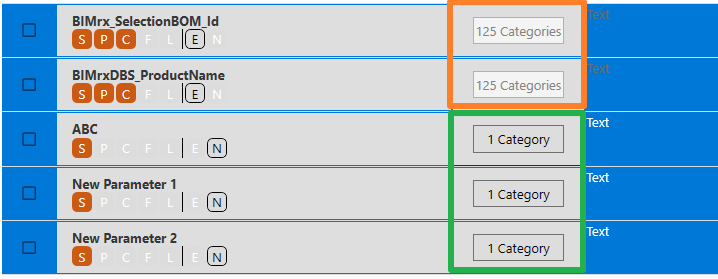 BIMrx_SelectionBOM_Id
S P C F L E N
125 Categories
Text
BIMrxDBS_ProductName
S P C F L E N
125 Categories
Text
ABC
S P C F L E N
1 Category
Text
New Parameter 1
S P C F L E N
1 Category
Text
New Parameter 2
S P C F L E N
1 Category
Text